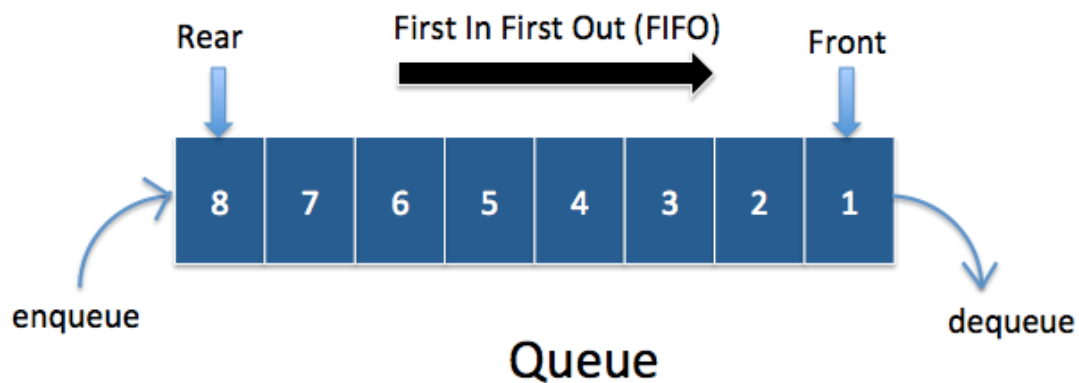 First In First Out (FIFO)
Rear
Front
8 7 6 5 4 3 2 1
enqueue
dequeue
Queue